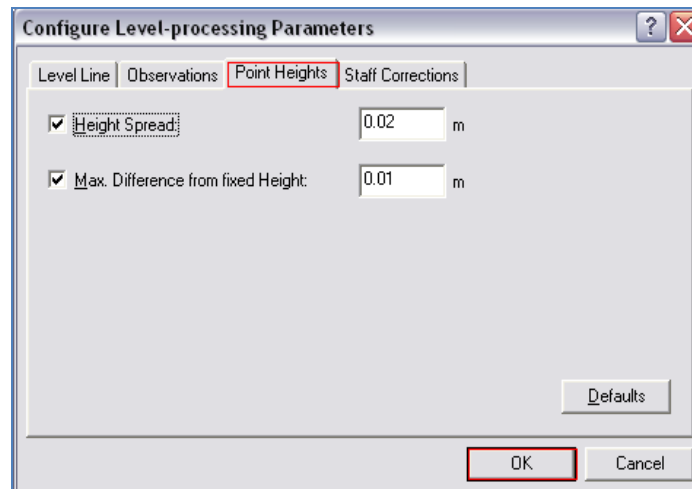 Configure Level-processing Parameters ?
Level Line Observations Point Heights Staff Corrections
Height Spread: 0.02 m
Max. Difference from fixed Height: 0.01 m
Defaults
OK Cancel